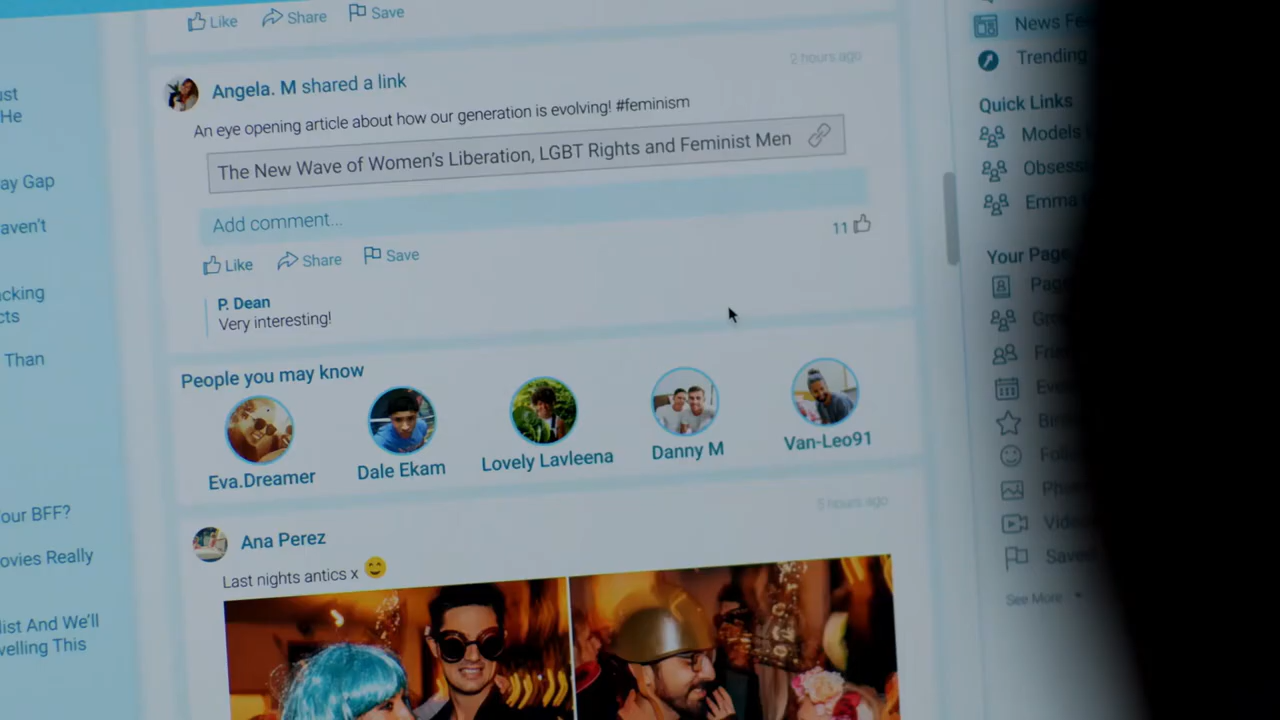 Like Share Save
ust
He
ay Gap
aven't
cking
cts
Than
our BFF?
ovies Really
list And We'll
velling This
2 hours ago
Angela. M shared a link
An eye opening article about how our generation is evolving! #feminism
The New Wave of Women's Liberation, LGBT Rights and Feminist Men
Add comment...
11
Like Share Save
P. Dean
Very interesting!
People you may know
Eva.Dreamer
Dale Ekam
Lovely Lavleena
Danny M
Van-Leo91
5 hours ago
Ana Perez
Last nights antics x 😊
News Fe
Trending
Quick Links
Models
Obsess
Emma
Your Page
Pag
Gro
Frie
Eve
Birt
Foll
Pho
Vide
Save
See More